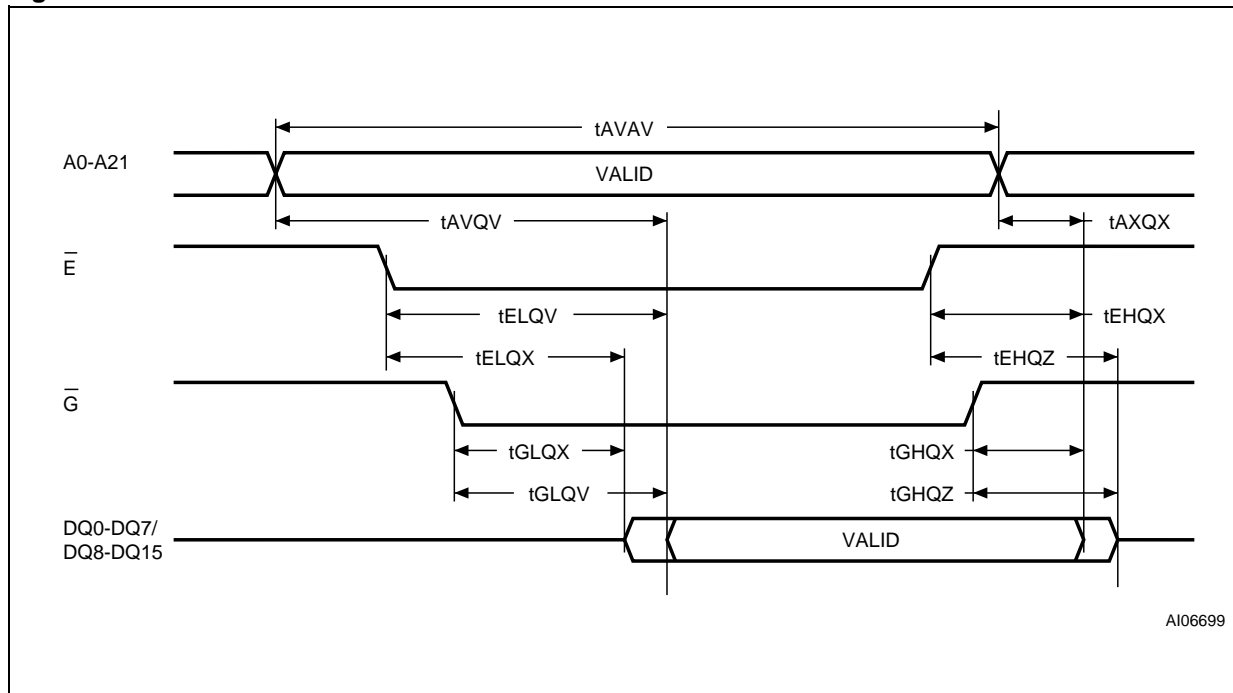 tAVAV
A0-A21
VALID
tAVQV
tAXQX
E
tELQV
tEHQX
tELQX
tEHQZ
G
tGLQX
tGHQX
tGLQV
tGHQZ
DQ0-DQ7/
DQ8-DQ15
VALID
AI06699